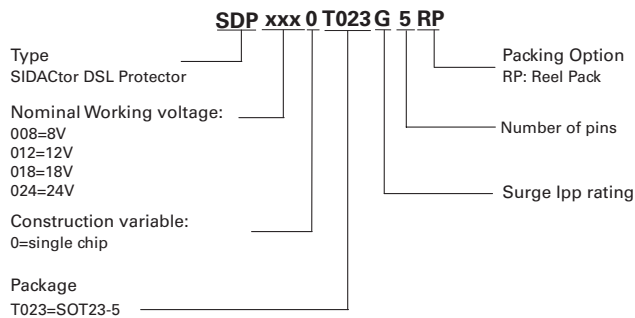 SDP xxx 0 T023 G 5 RP
Type
SIDACtor DSL Protector
Nominal Working voltage:
008=8V
012=12V
018=18V
024=24V
Construction variable:
0=single chip
Package
T023=SOT23-5
Packing Option
RP: Reel Pack
Number of pins
Surge Ipp rating